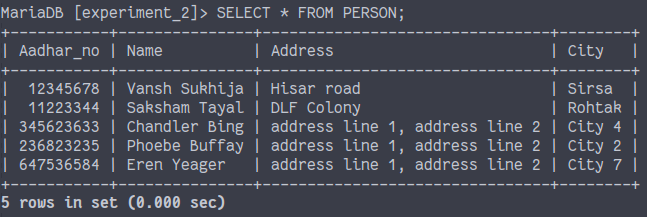 MariaDB [experiment_2]> SELECT * FROM PERSON;
+-----------+----------------+--------------------------------+--------+
| Aadhar_no | Name           | Address                        | City   |
+-----------+----------------+--------------------------------+--------+
|  12345678 | Vansh Sukhija  | Hisar road                     | Sirsa  |
|  11223344 | Saksham Tayal  | DLF Colony                     | Rohtak |
| 345623633 | Chandler Bing  | address line 1, address line 2 | City 4 |
| 236823235 | Phoebe Buffay  | address line 1, address line 2 | City 2 |
| 647536584 | Eren Yeager    | address line 1, address line 2 | City 7 |
+-----------+----------------+--------------------------------+--------+
5 rows in set (0.000 sec)